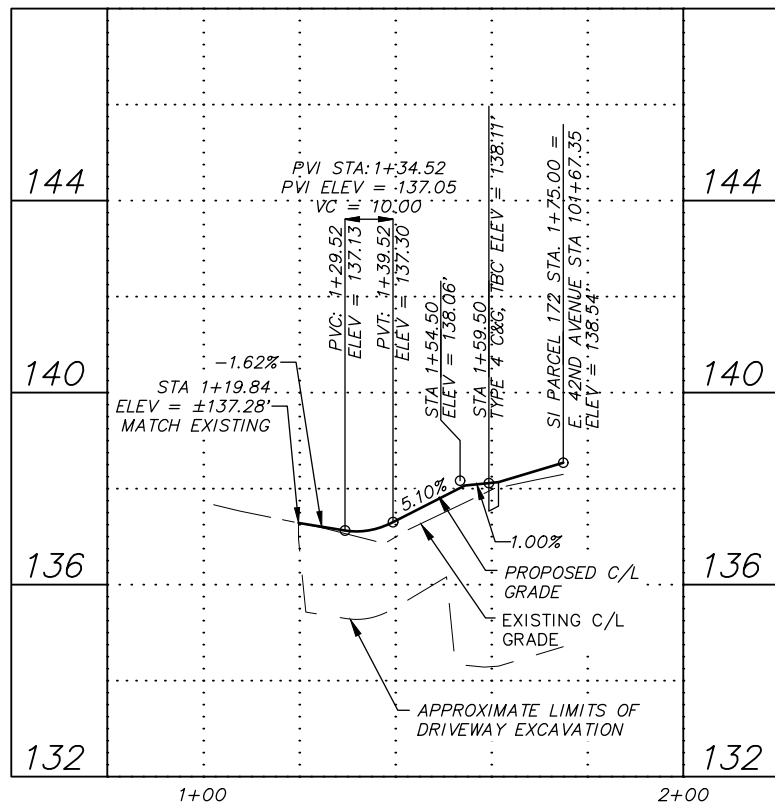 PVI STA: 1+34.52
PVI ELEV = 137.05
VC = 10.00
144
144
PVC: 1+29.52
ELEV = 137.13
PVT: 1+39.52
ELEV = 137.30
STA 1+54.50
ELEV = 138.06'
STA 1+59.50
TYPE 4 C&G, TBC ELEV = 138.11'
SI PARCEL 172 STA. 1+75.00 =
E. 42ND AVENUE STA 101+67.35
ELEV = 138.54"
-1.62%
STA 1+19.84
ELEV = ±137.28'
MATCH EXISTING
140
140
5.10%
1.00%
136
136
PROPOSED C/L
GRADE
EXISTING C/L
GRADE
APPROXIMATE LIMITS OF
DRIVEWAY EXCAVATION
132
132
1+00
2+00